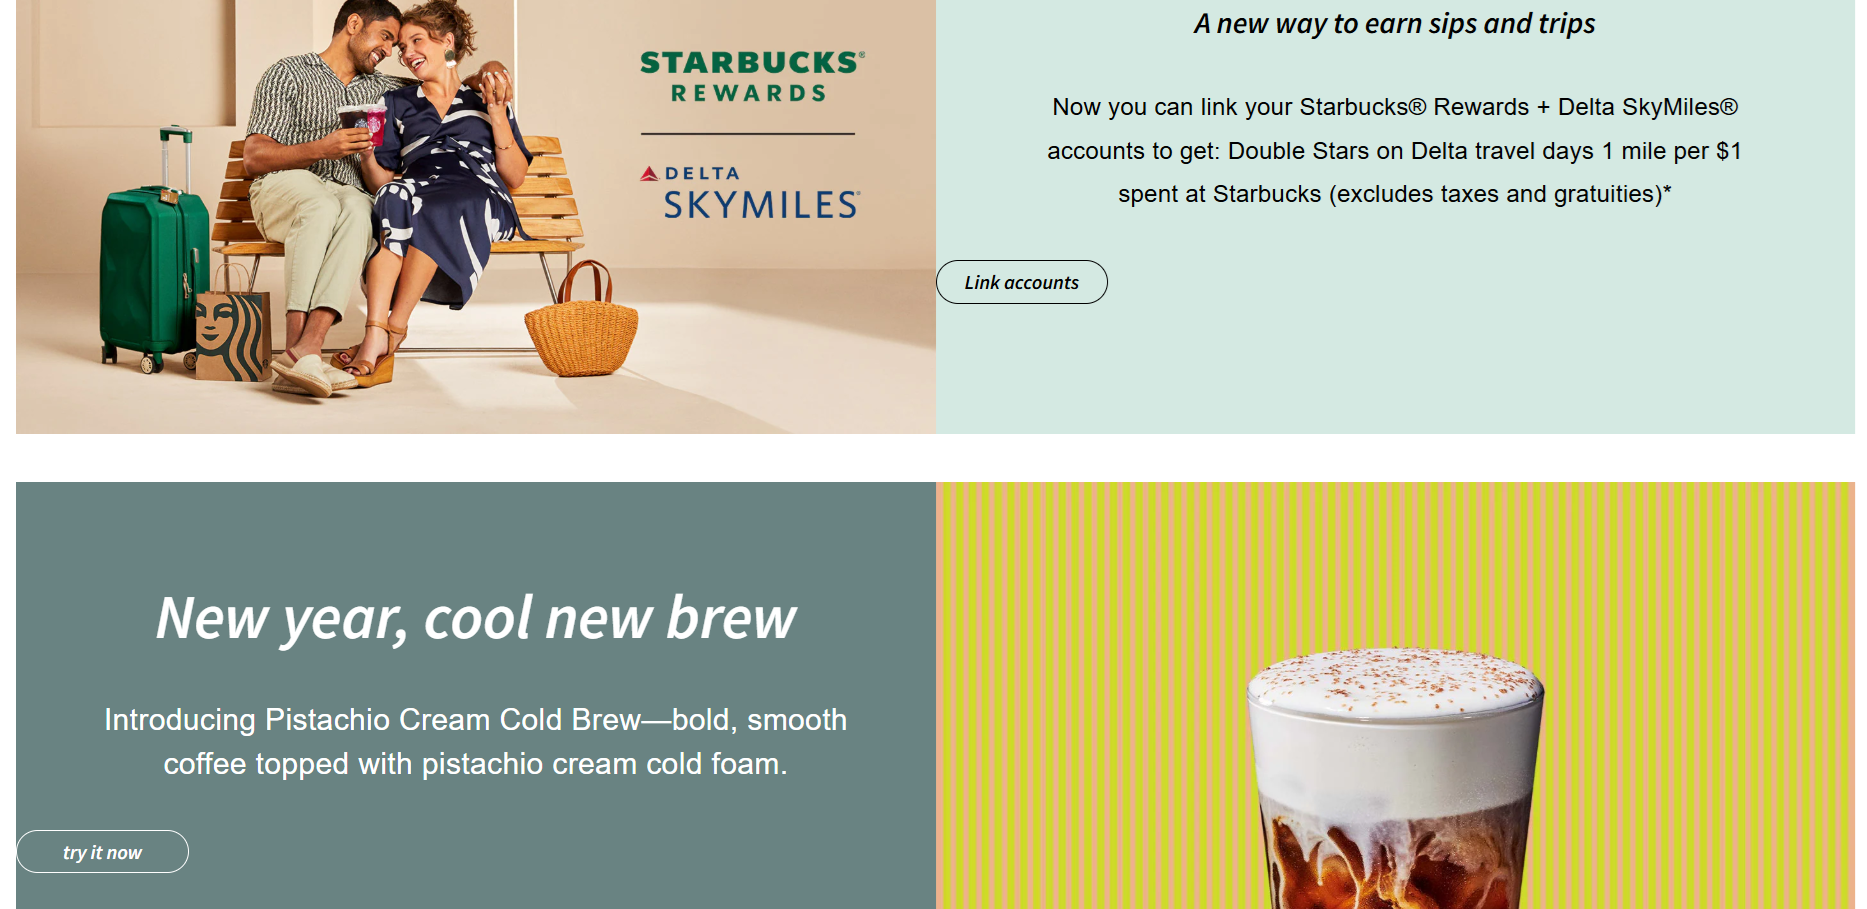 STARBUCKS®
REWARDS
DELTA
SKYMILES®
A new way to earn sips and trips
Now you can link your Starbucks® Rewards + Delta SkyMiles®
accounts to get: Double Stars on Delta travel days 1 mile per $1
spent at Starbucks (excludes taxes and gratuities)*
Link accounts
New year, cool new brew
Introducing Pistachio Cream Cold Brew—bold, smooth
coffee topped with pistachio cream cold foam.
try it now